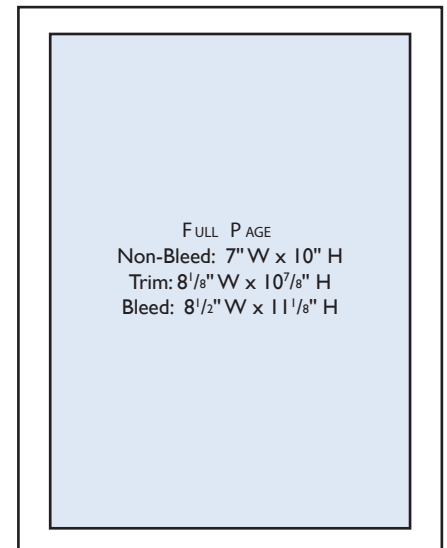 FULL PAGE
Non-Bleed: 7" W x 10" H
Trim: 8 1/8" W x 10 7/8" H
Bleed: 8 1/2" W x 11 1/8" H